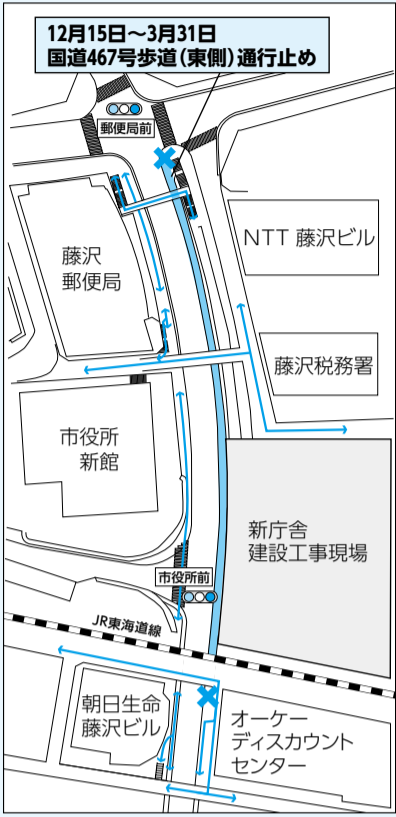 12月15日～3月31日
国道467号歩道（東側）通行止め
郵便局前
藤沢
郵便局
NTT 藤沢ビル
藤沢税務署
市役所
新館
新庁舎
建設工事現場
市役所前
JR東海道線
朝日生命
藤沢ビル
オーケー
ディスカウント
センター